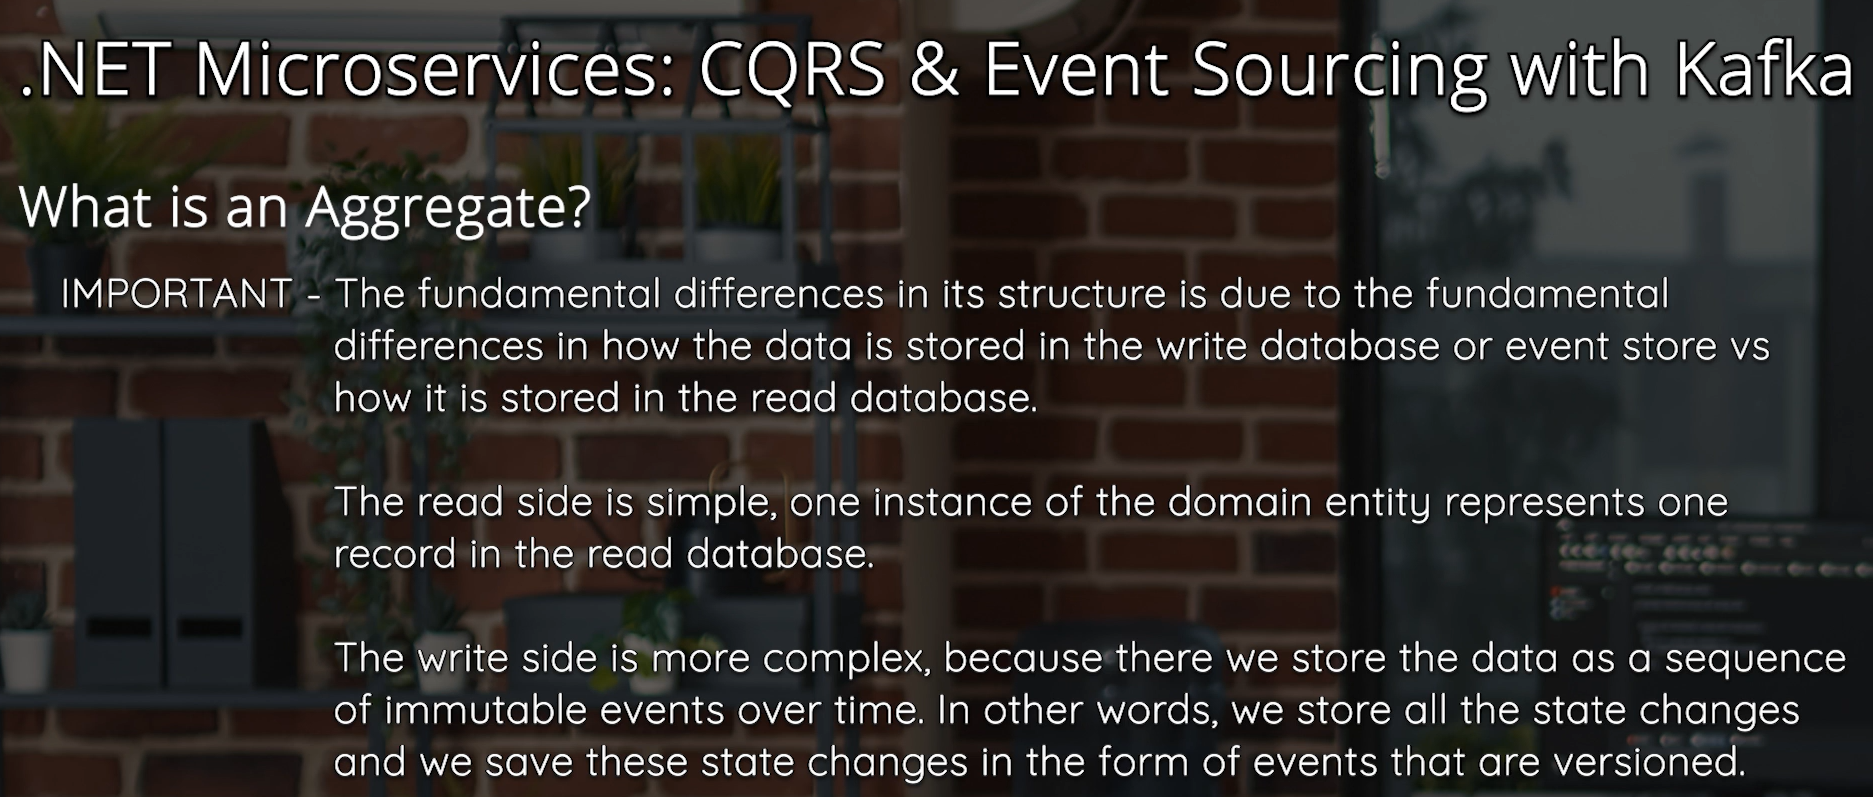 .NET Microservices: CQRS & Event Sourcing with Kafka
What is an Aggregate?
IMPORTANT - The fundamental differences in its structure is due to the fundamental
differences in how the data is stored in the write database or event store vs
how it is stored in the read database.
The read side is simple, one instance of the domain entity represents one
record in the read database.
The write side is more complex, because there we store the data as a sequence
of immutable events over time. In other words, we store all the state changes
and we save these state changes in the form of events that are versioned.